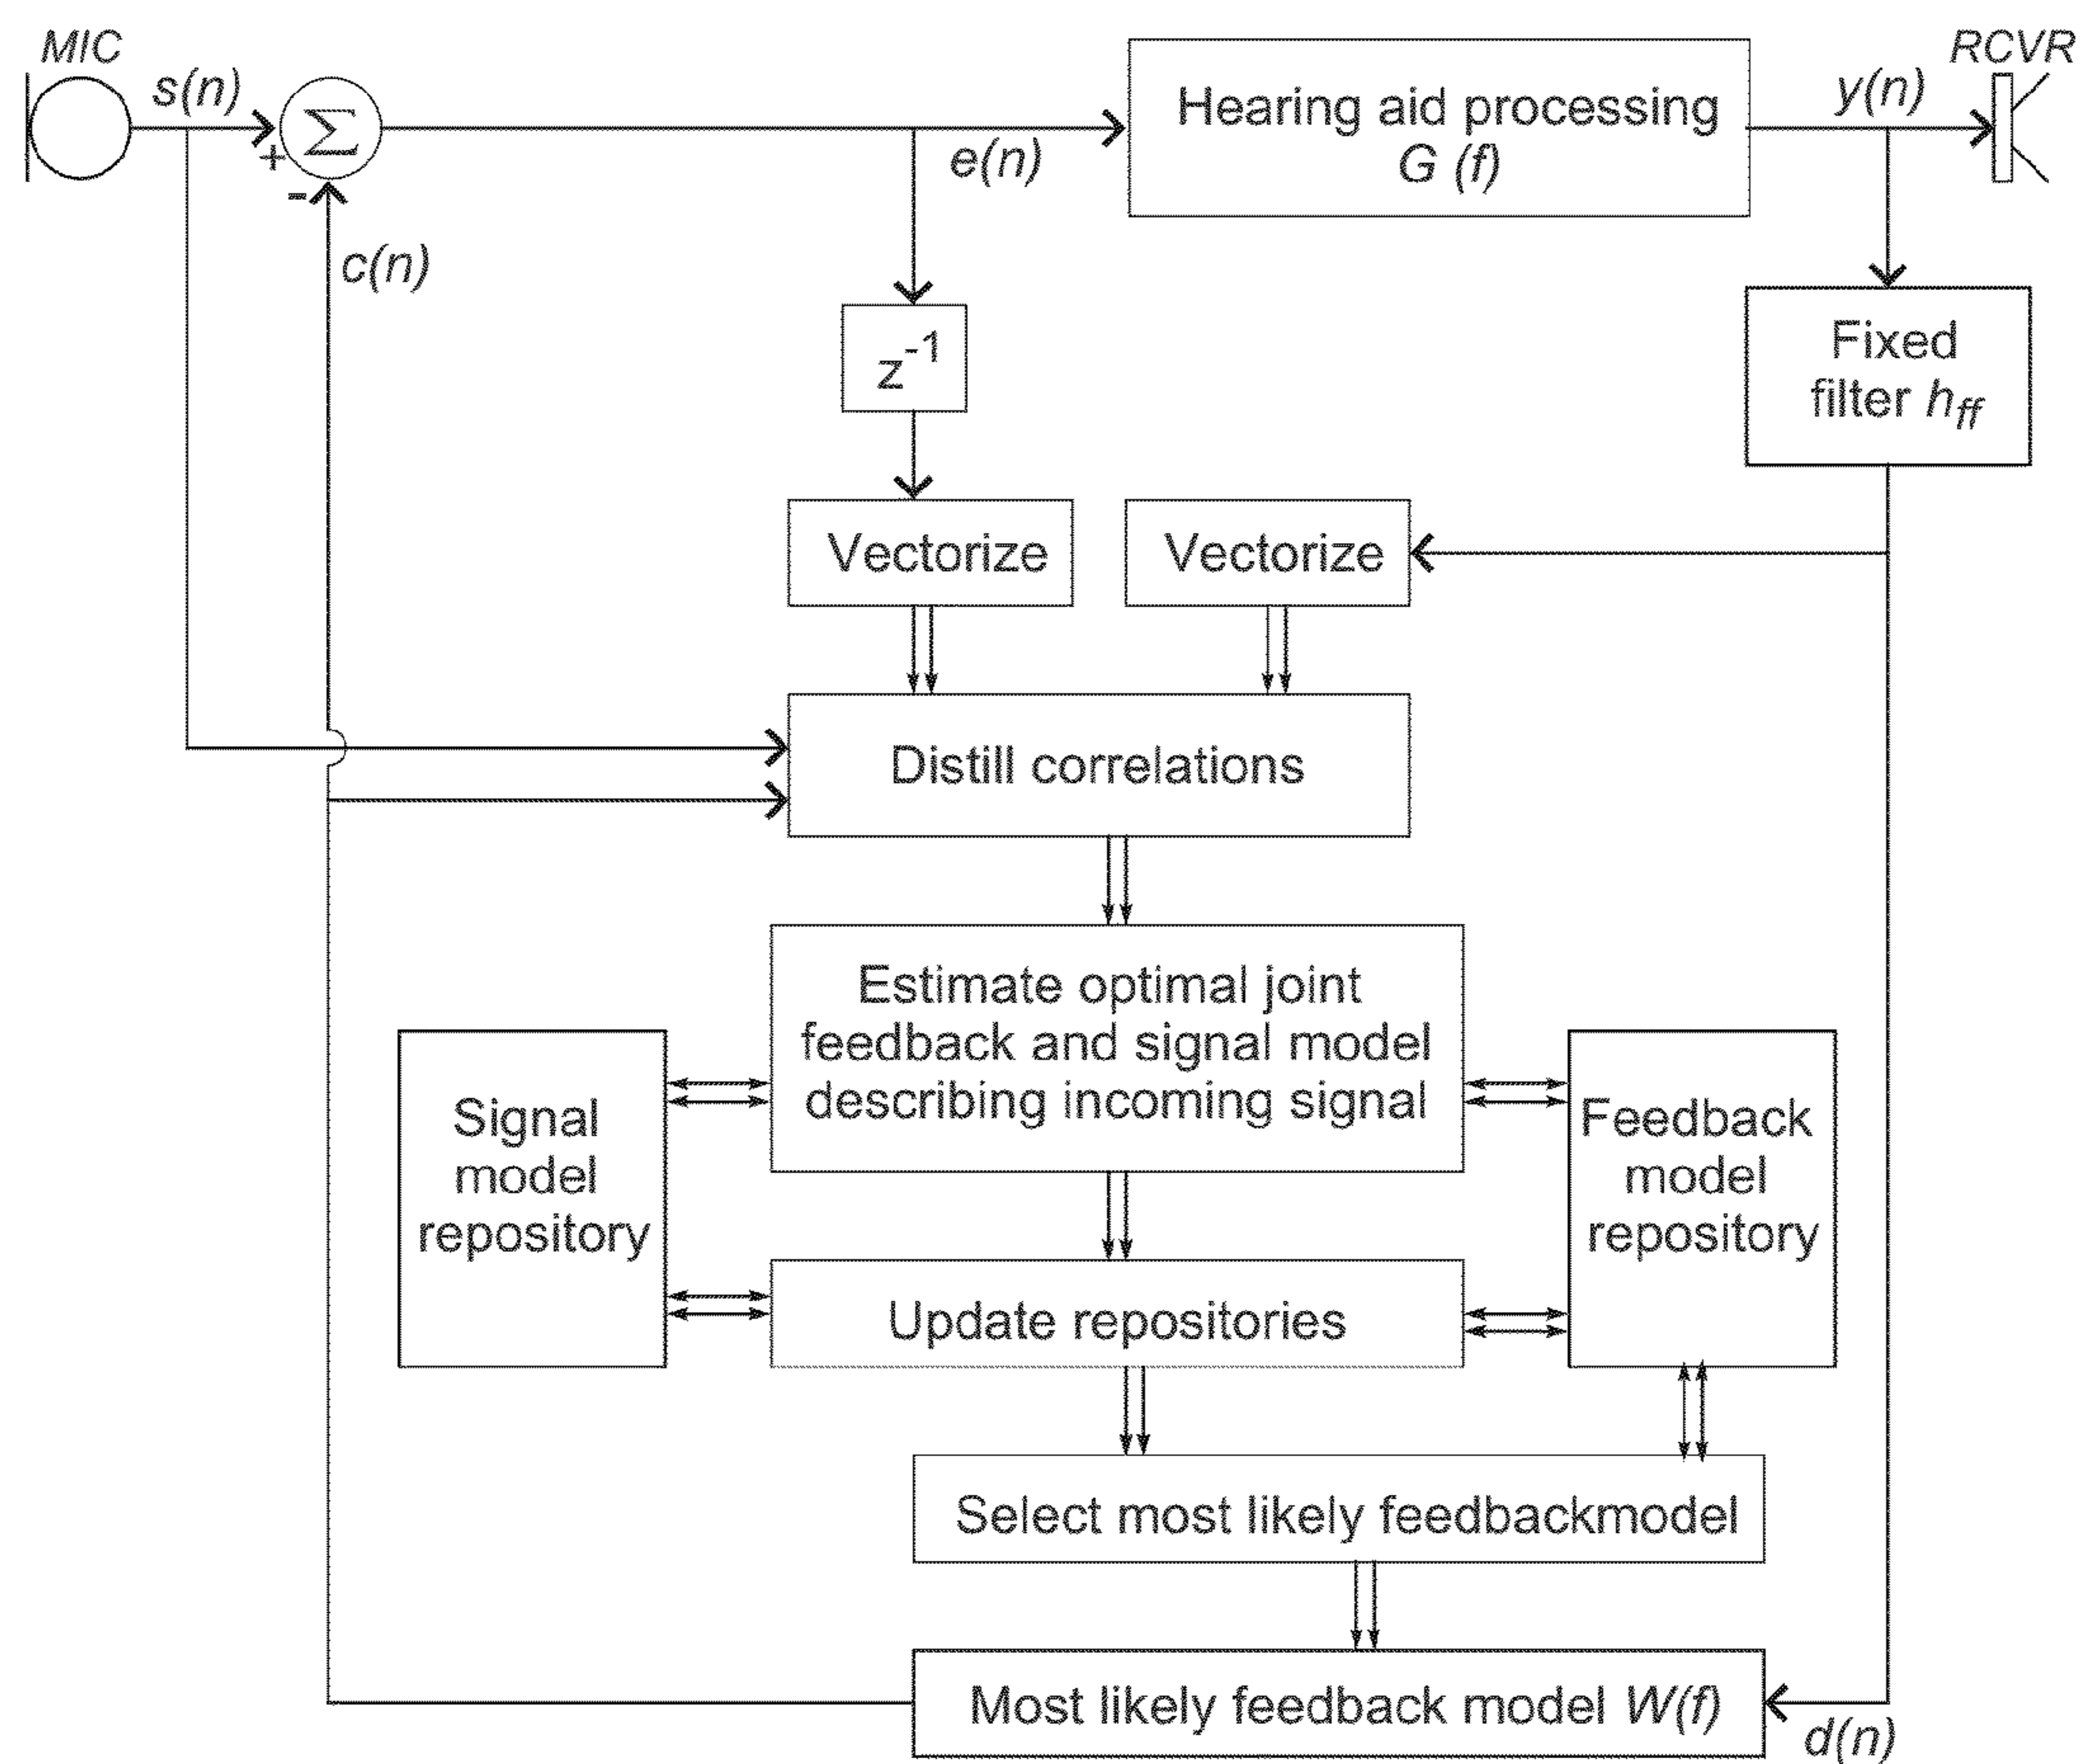 MIC
s(n)
+
Σ
-
c(n)
e(n)
Hearing aid processing
G (f)
y(n)
RCVR
z-1
Fixed
filter hff
Vectorize
Vectorize
Distill correlations
Estimate optimal joint
feedback and signal model
describing incoming signal
Signal
model
repository
Feedback
model
repository
Update repositories
Select most likely feedbackmodel
Most likely feedback model W(f)
d(n)